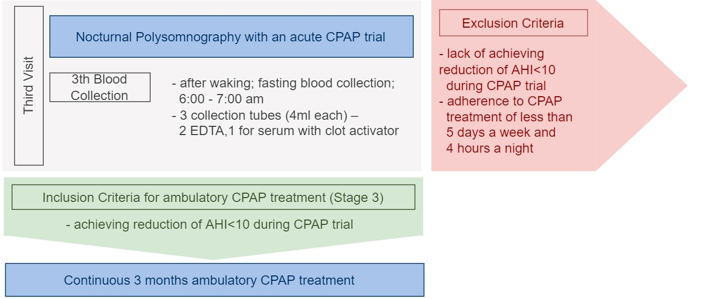 Third Visit
Nocturnal Polysomnography with an acute CPAP trial
3th Blood
Collection
- after waking; fasting blood collection;
6:00 - 7:00 am
- 3 collection tubes (4ml each) –
2 EDTA,1 for serum with clot activator
Exclusion Criteria
- lack of achieving
reduction of AHI<10
during CPAP trial
- adherence to CPAP
treatment of less than
5 days a week and
4 hours a night
Inclusion Criteria for ambulatory CPAP treatment (Stage 3)
- achieving reduction of AHI<10 during CPAP trial
Continuous 3 months ambulatory CPAP treatment